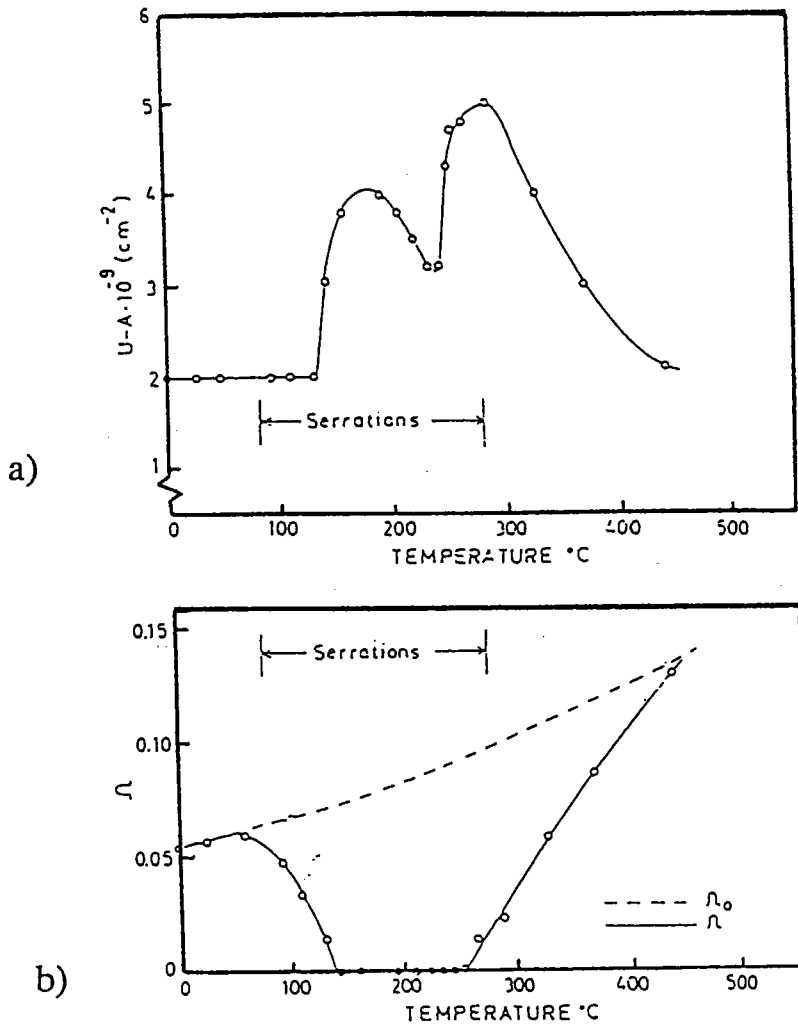 6
5
4
3
2
1
U-A·10⁻⁹ (cm⁻²)
Serrations
a)
0 100 200 300 400 500
TEMPERATURE °C
0.15
0.10
0.05
0
Ω
Serrations
Ω₀
Ω
b)
0 100 200 300 400 500
TEMPERATURE °C